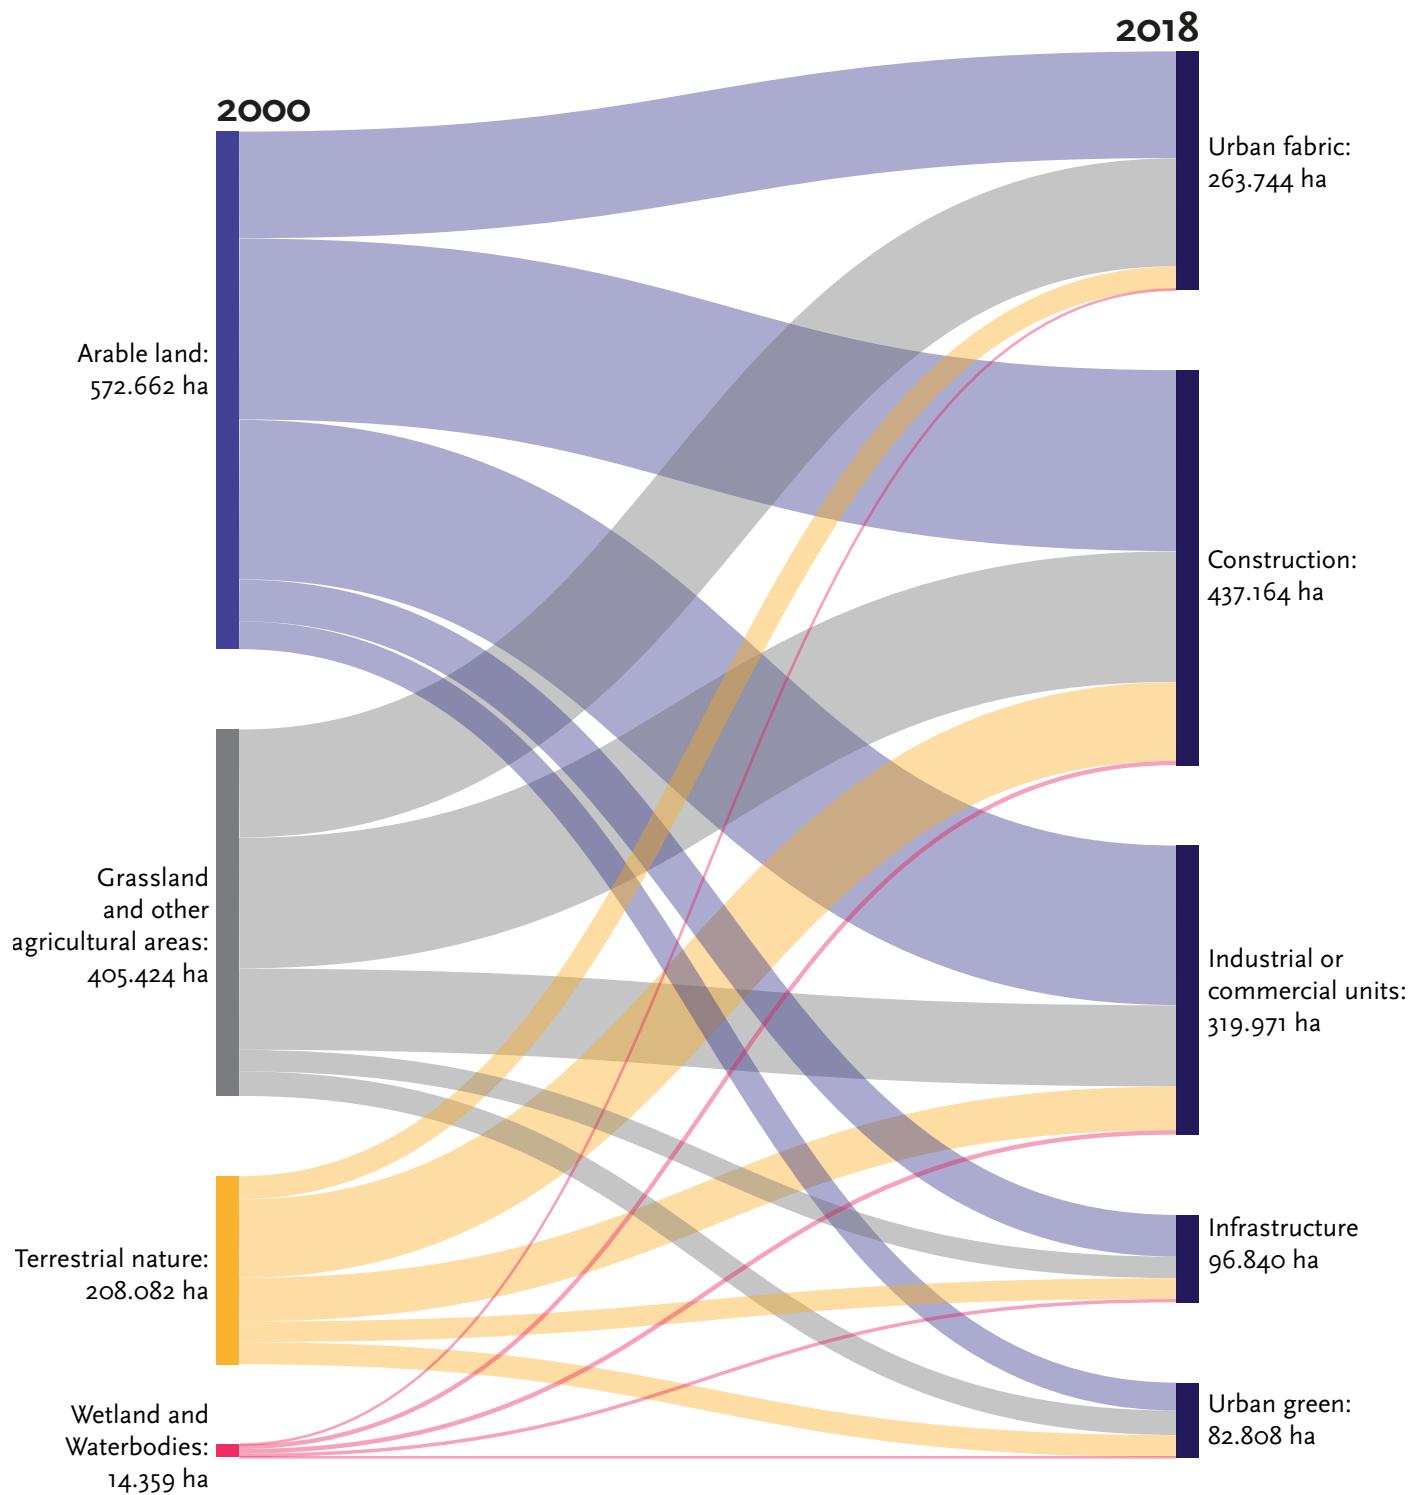 2000
Arable land:
572.662 ha
Grassland
and other
agricultural areas:
405.424 ha
Terrestrial nature:
208.082 ha
Wetland and
Waterbodies:
14.359 ha
2018
Urban fabric:
263.744 ha
Construction:
437.164 ha
Industrial or
commercial units:
319.971 ha
Infrastructure
96.840 ha
Urban green:
82.808 ha